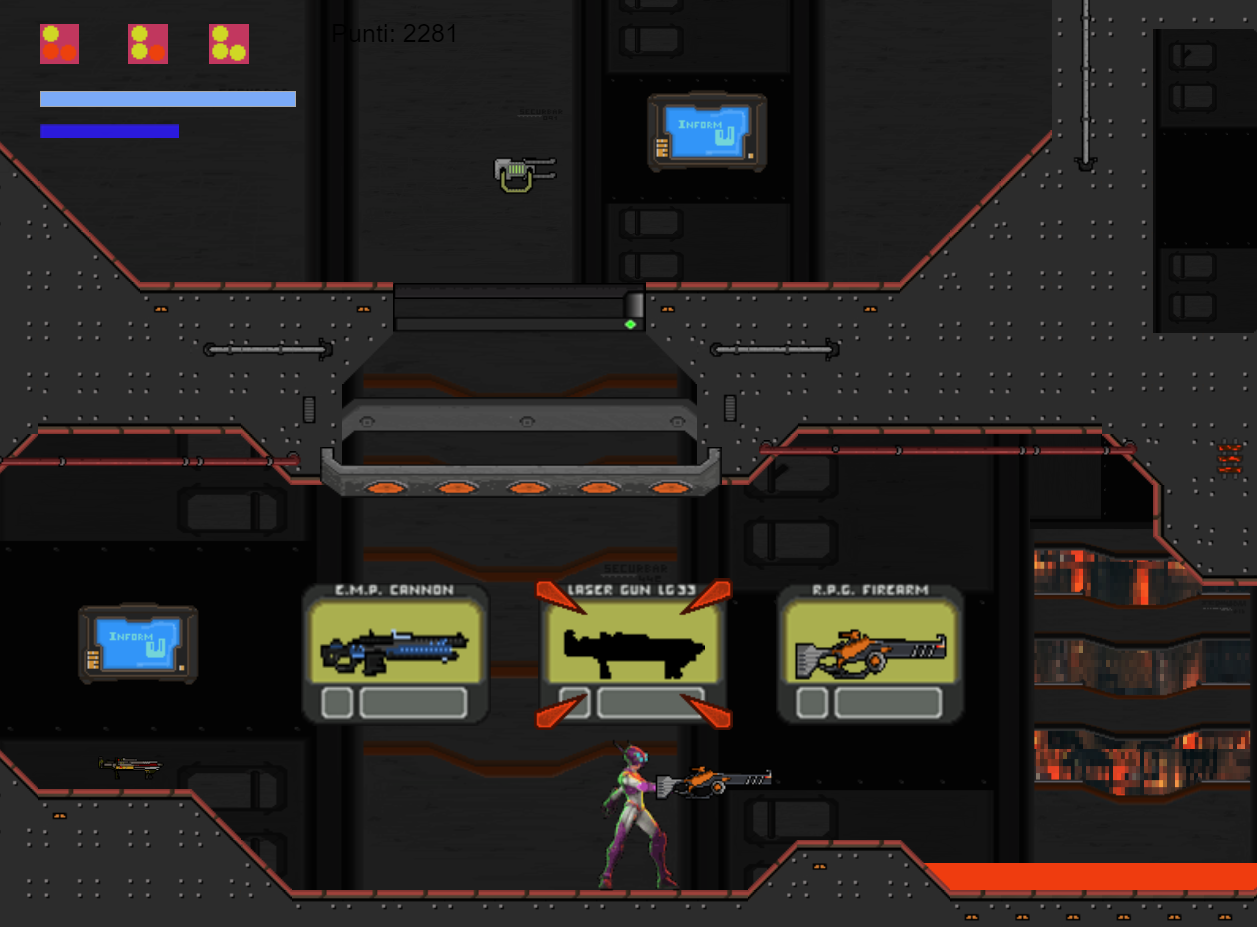 Punti: 2281
INFORM
E.M.P. CANNON
LASER GUN LG33
R.P.G. FIREARM
INFORM